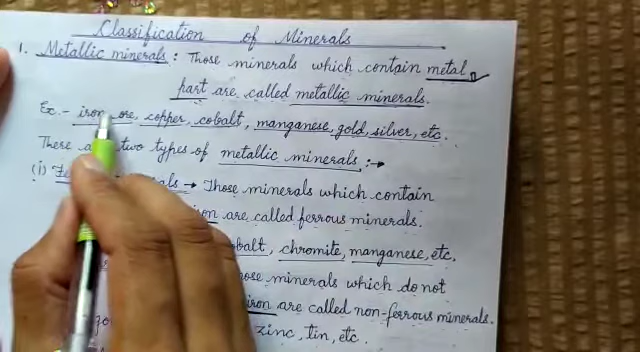 Classification of Minerals
1. Metallic minerals : Those minerals which contain metal
part are called metallic minerals.
Ex.- iron ore, copper, cobalt, manganese, gold, silver, etc.
There two types of metallic minerals :→
(i) → Those minerals which contain
iron are called ferrous minerals.
cobalt, chromite, manganese, etc.
minerals which do not
iron are called non-ferrous minerals.
zinc, tin, etc.